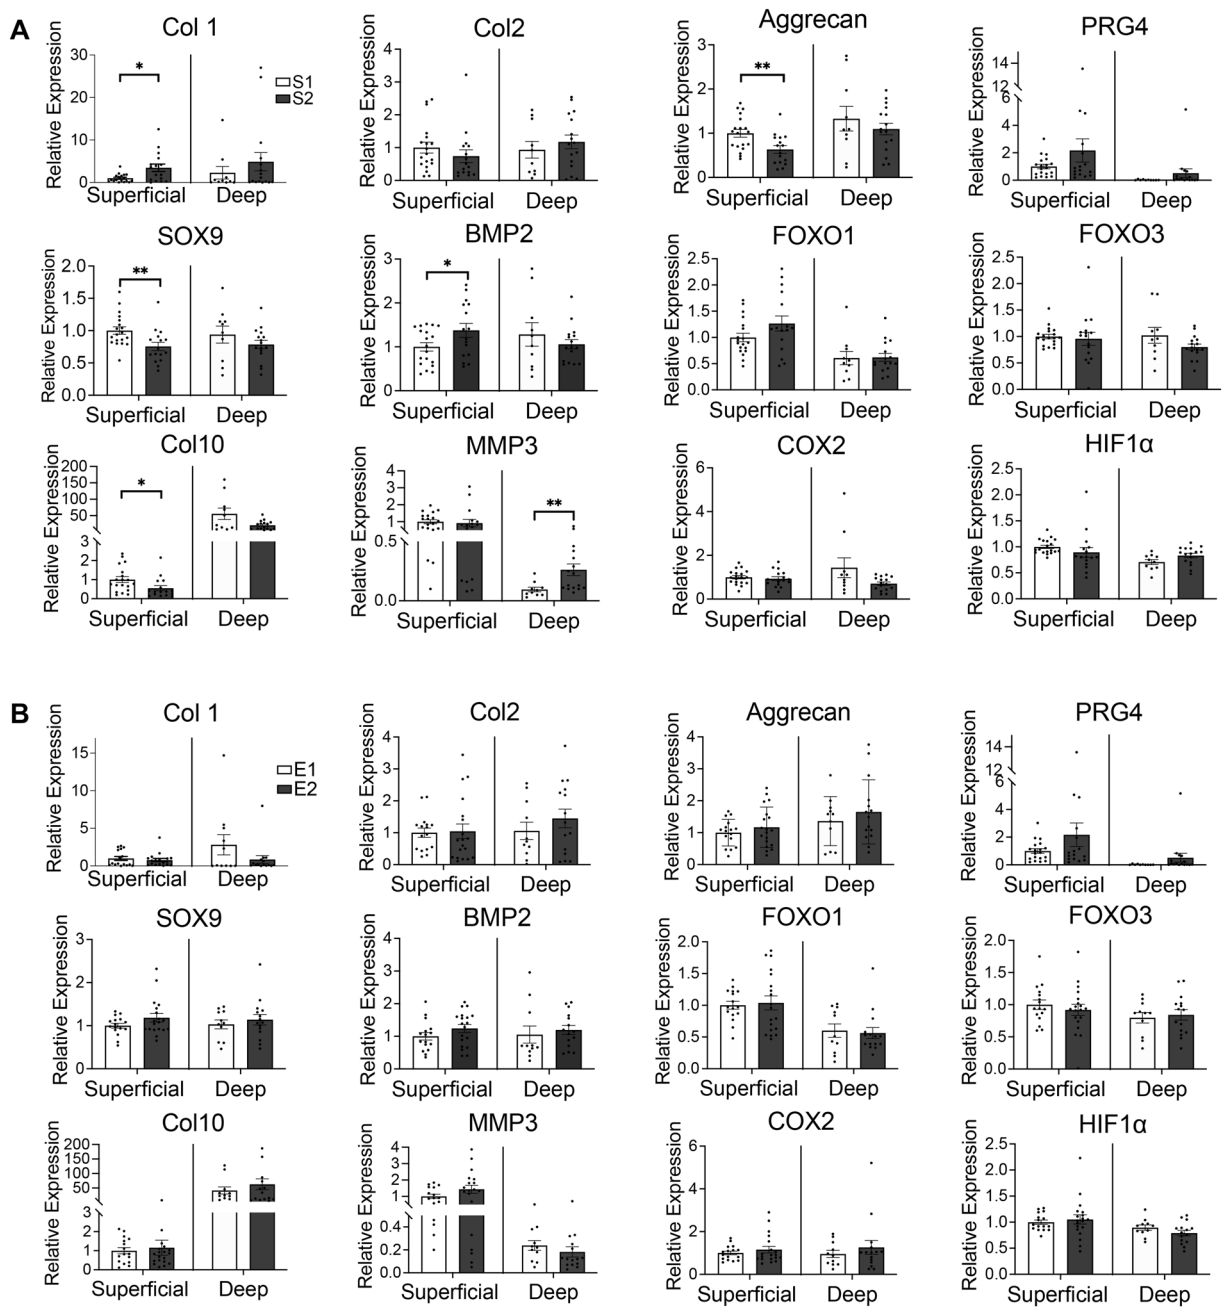 A
Col 1
Relative Expression
30
20
10
0
*
S1
S2
Superficial Deep
Col2
Relative Expression
4
3
2
1
0
Superficial Deep
Aggrecan
Relative Expression
3
2
1
0
**
Superficial Deep
PRG4
Relative Expression
14
12
6
4
2
0
Superficial Deep
SOX9
Relative Expression
2.0
1.5
1.0
0.5
0.0
**
Superficial Deep
BMP2
Relative Expression
3
2
1
0
*
Superficial Deep
FOXO1
Relative Expression
2.5
2.0
1.5
1.0
0.5
0.0
Superficial Deep
FOXO3
Relative Expression
2.5
2.0
1.5
1.0
0.5
0.0
Superficial Deep
Col10
Relative Expression
200
150
100
50
3
2
1
0
*
Superficial Deep
MMP3
Relative Expression
4
3
2
1
0.5
0.0
**
Superficial Deep
COX2
Relative Expression
6
4
2
0
Superficial Deep
HIF1α
Relative Expression
2.5
2.0
1.5
1.0
0.5
0.0
Superficial Deep
B
Col 1
Relative Expression
15
10
5
0
E1
E2
Superficial Deep
Col2
Relative Expression
4
3
2
1
0
Superficial Deep
Aggrecan
Relative Expression
4
3
2
1
0
Superficial Deep
PRG4
Relative Expression
14
12
6
4
2
0
Superficial Deep
SOX9
Relative Expression
3
2
1
0
Superficial Deep
BMP2
Relative Expression
4
3
2
1
0
Superficial Deep
FOXO1
Relative Expression
2.0
1.5
1.0
0.5
0.0
Superficial Deep
FOXO3
Relative Expression
2.0
1.5
1.0
0.5
0.0
Superficial Deep
Col10
Relative Expression
200
150
100
50
3
2
1
0
Superficial Deep
MMP3
Relative Expression
4
3
2
1
0.4
0.2
0.0
Superficial Deep
COX2
Relative Expression
6
4
2
0
Superficial Deep
HIF1α
Relative Expression
2.5
2.0
1.5
1.0
0.5
0.0
Superficial Deep